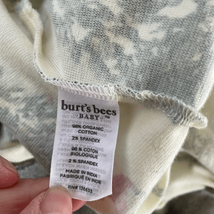 burt's bees
BABY
98% ORGANIC
COTTON
2% SPANDEX
98% COTON
BIOLOGIQUE
2 % SPANDEX
MADE IN INDIA
FABRIQUÉ EN INDE